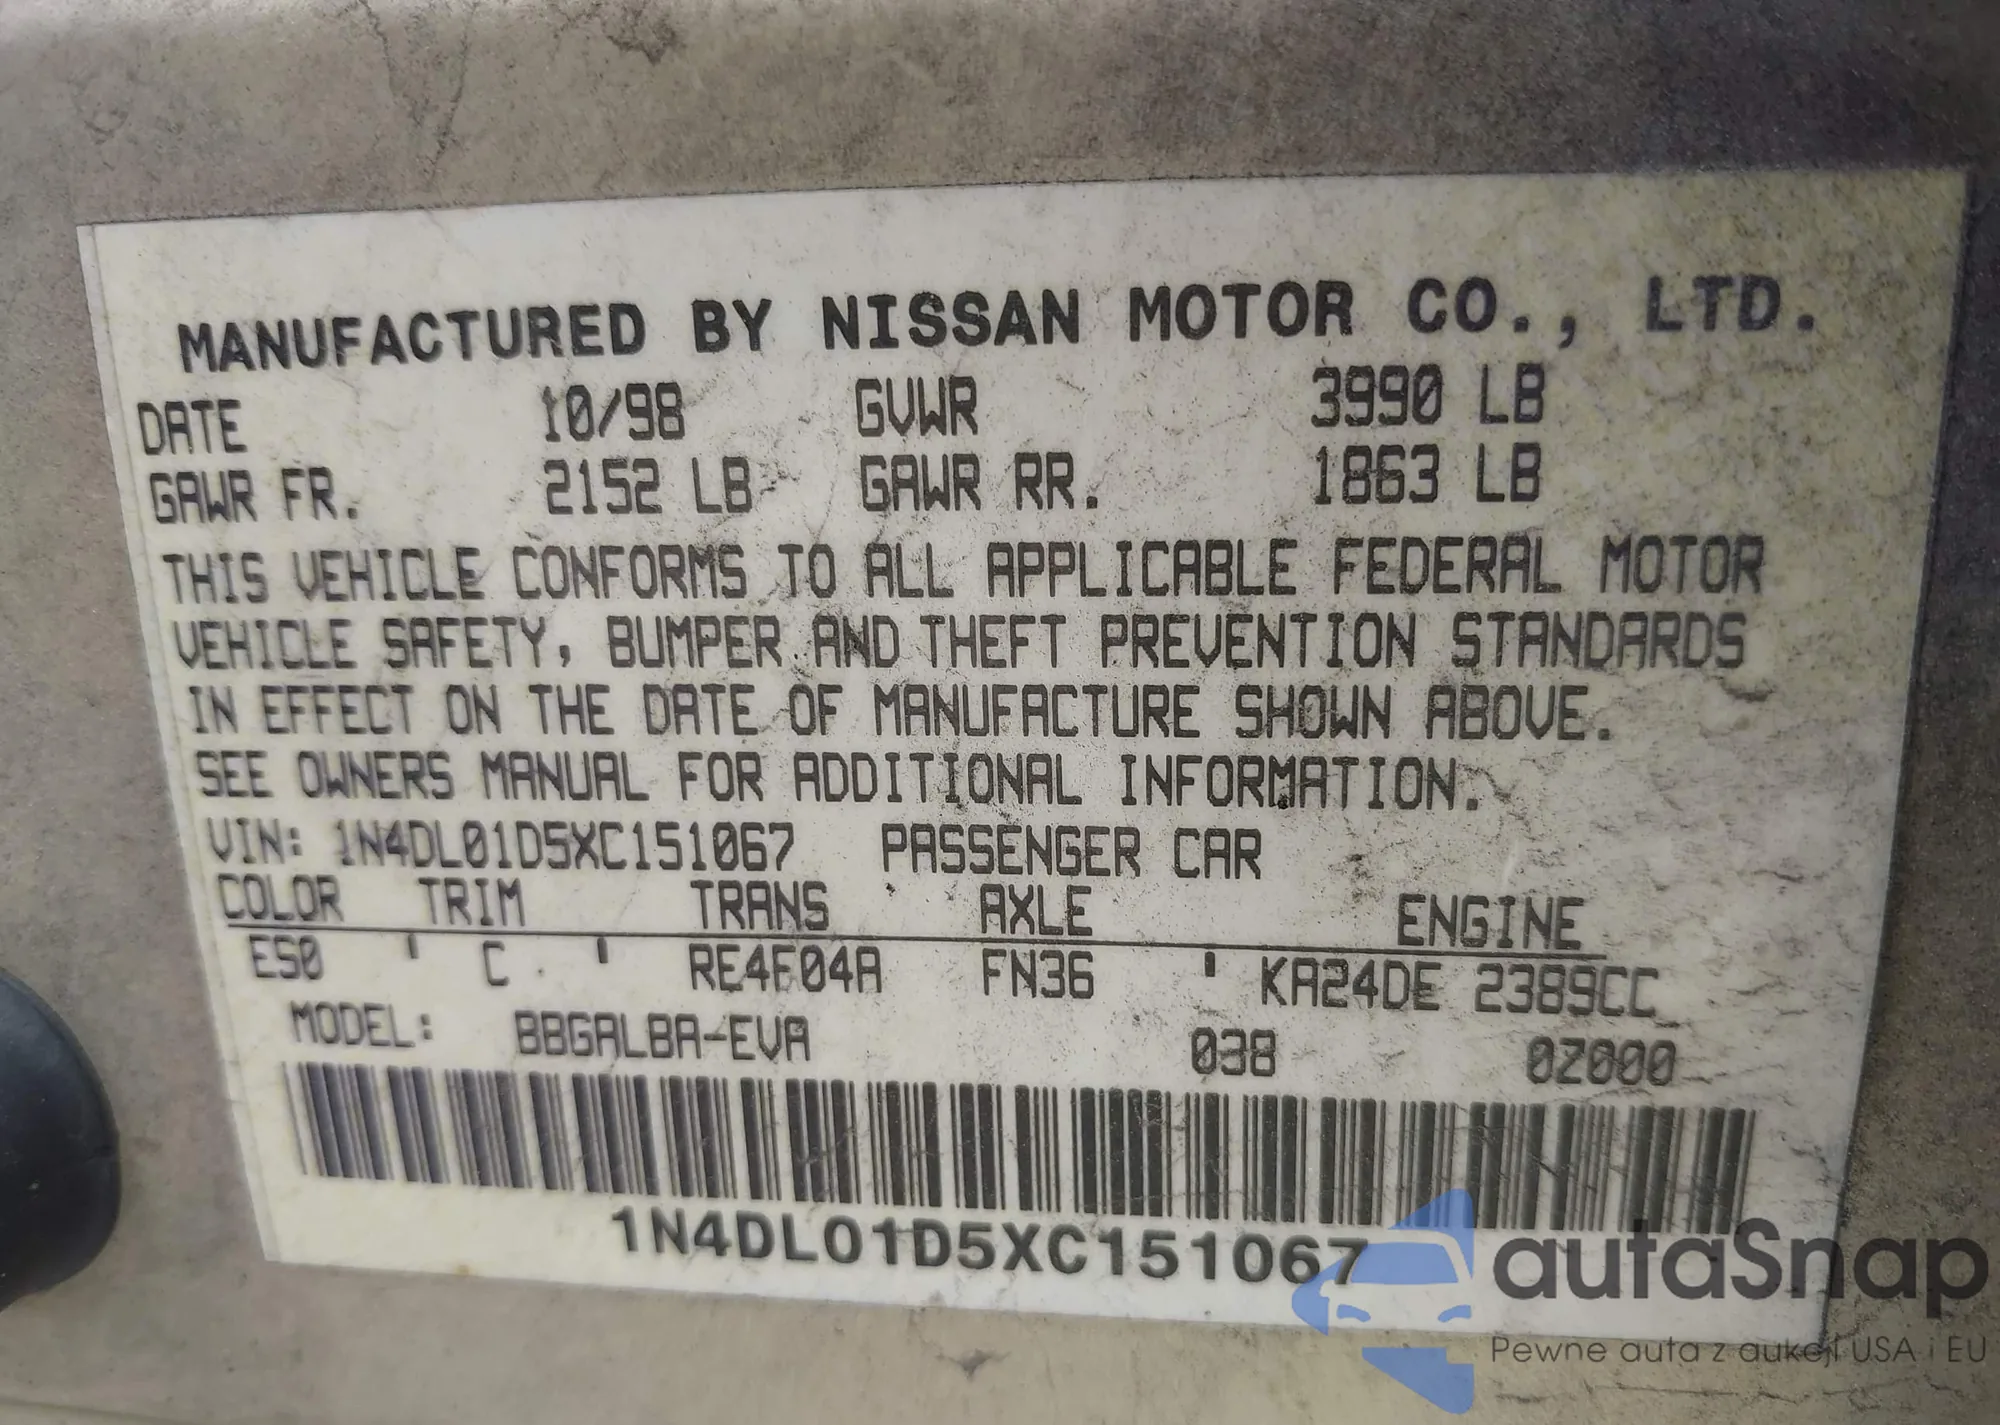 MANUFACTURED BY NISSAN MOTOR CO., LTD.
DATE 10/98 GVWR 3990 LB
GAWR FR. 2152 LB GAWR RR. 1863 LB
THIS VEHICLE CONFORMS TO ALL APPLICABLE FEDERAL MOTOR
VEHICLE SAFETY, BUMPER AND THEFT PREVENTION STANDARDS
IN EFFECT ON THE DATE OF MANUFACTURE SHOWN ABOVE.
SEE OWNERS MANUAL FOR ADDITIONAL INFORMATION.
VIN: 1N4DL01D5XC151067 PASSENGER CAR
COLOR TRIM TRANS AXLE ENGINE
ES0 ' C ' RE4F04A FN36 ' KA24DE 2389CC
MODEL: BBGALBA-EVA 038 0Z000
1N4DL01D5XC151067
autaSnap
Pewne auta z aukcji USA i EU